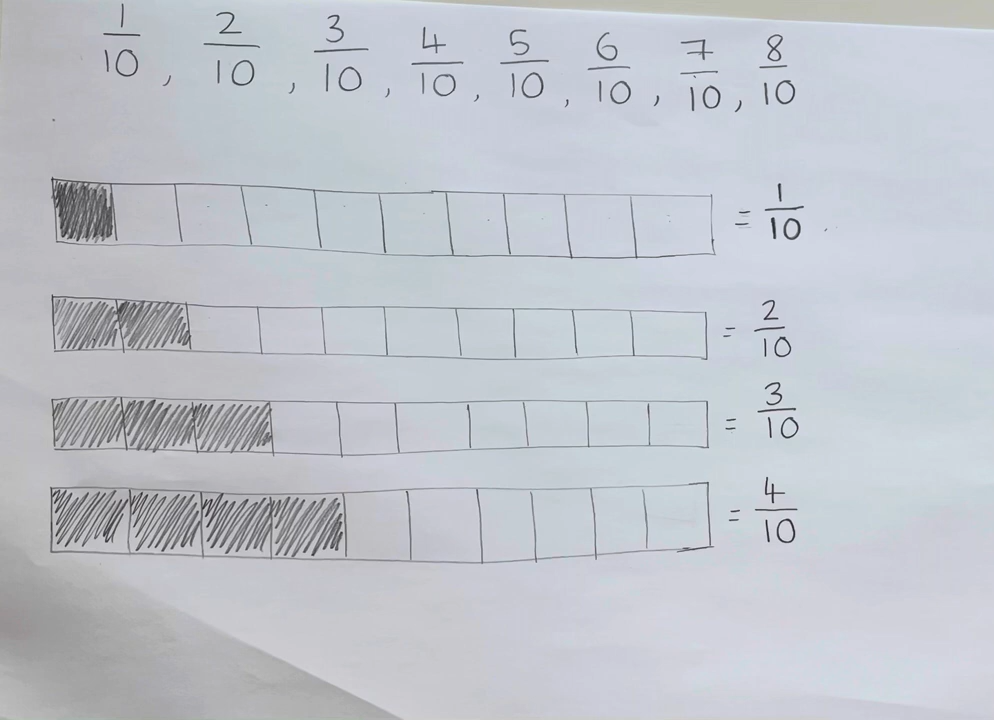 1/10, 2/10, 3/10, 4/10, 5/10, 6/10, 7/10, 8/10
= 1/10
= 2/10
= 3/10
= 4/10